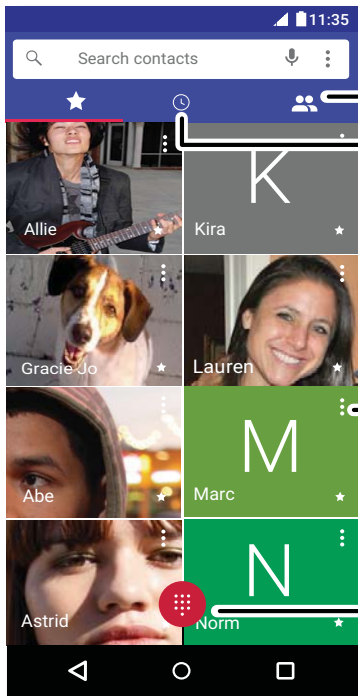 11:35
Search contacts
Allie
K
Kira
Gracie Jo
Lauren
M
Abe
Marc
N
Astrid
Norm